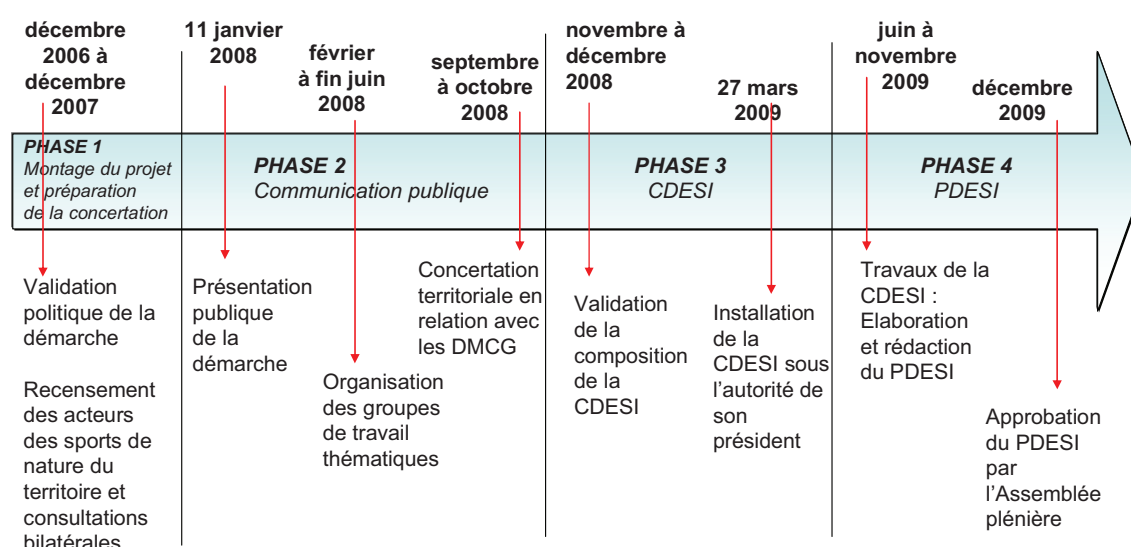 décembre
2006 à
décembre
2007
11 janvier
2008
février
à fin juin
2008
septembre
à octobre
2008
novembre à
décembre
2008
27 mars
2009
juin à
novembre
2009
décembre
2009
PHASE 1
Montage du projet
et préparation
de la concertation
PHASE 2
Communication publique
PHASE 3
CDESI
PHASE 4
PDESI
Validation
politique de la
démarche
Recensement
des acteurs
des sports de
nature du
territoire et
consultations
bilatérales
Présentation
publique
de la
démarche
Organisation
des groupes
de travail
thématiques
Concertation
territoriale en
relation avec
les DMCG
Validation
de la
composition
de la
CDESI
Installation
de la
CDESI sous
l’autorité de
son
président
Travaux de la
CDESI :
Elaboration
et rédaction
du PDESI
Approbation
du PDESI
par
l’Assemblée
plénière